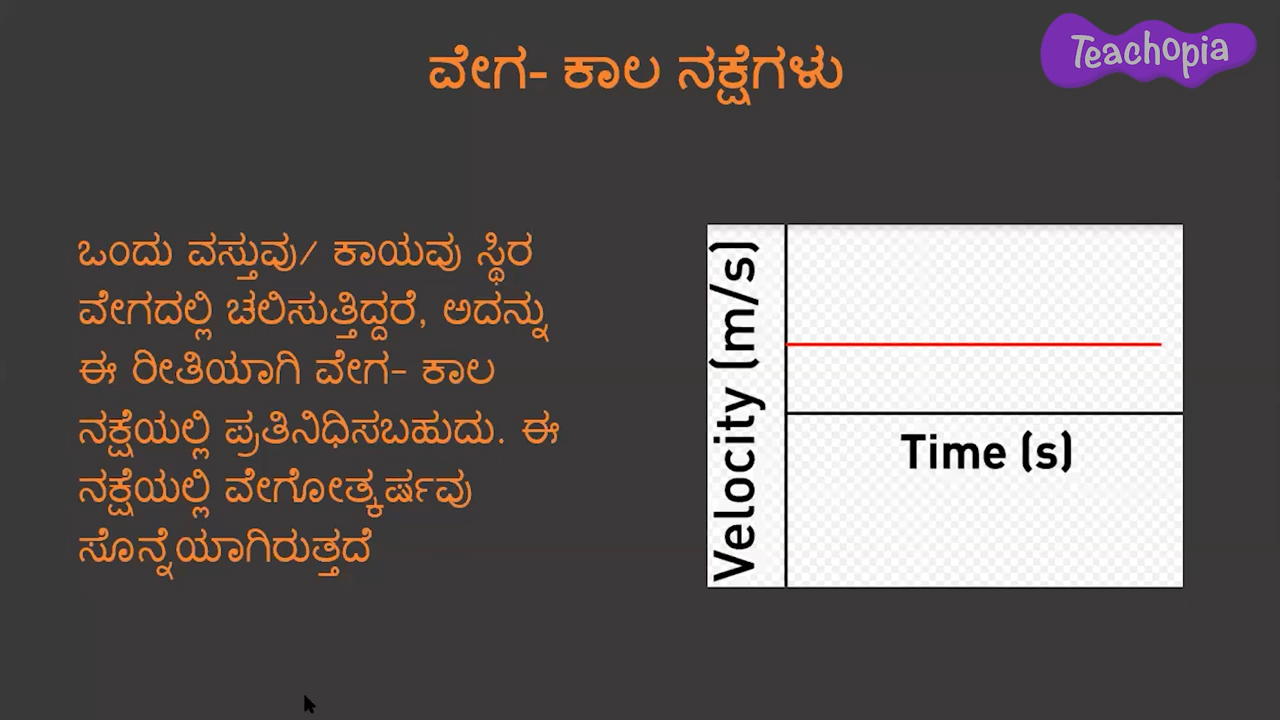 ವೇಗ- ಕಾಲ ನಕ್ಷೆಗಳು
Teachopia
ಒಂದು ವಸ್ತುವು/ ಕಾಯವು ಸ್ಥಿರ
ವೇಗದಲ್ಲಿ ಚಲಿಸುತ್ತಿದ್ದರೆ, ಅದನ್ನು
ಈ ರೀತಿಯಾಗಿ ವೇಗ- ಕಾಲ
ನಕ್ಷೆಯಲ್ಲಿ ಪ್ರತಿನಿಧಿಸಬಹುದು. ಈ
ನಕ್ಷೆಯಲ್ಲಿ ವೇಗೋತ್ಕರ್ಷವು
ಸೊನ್ನೆಯಾಗಿರುತ್ತದೆ
Velocity (m/s)
Time (s)